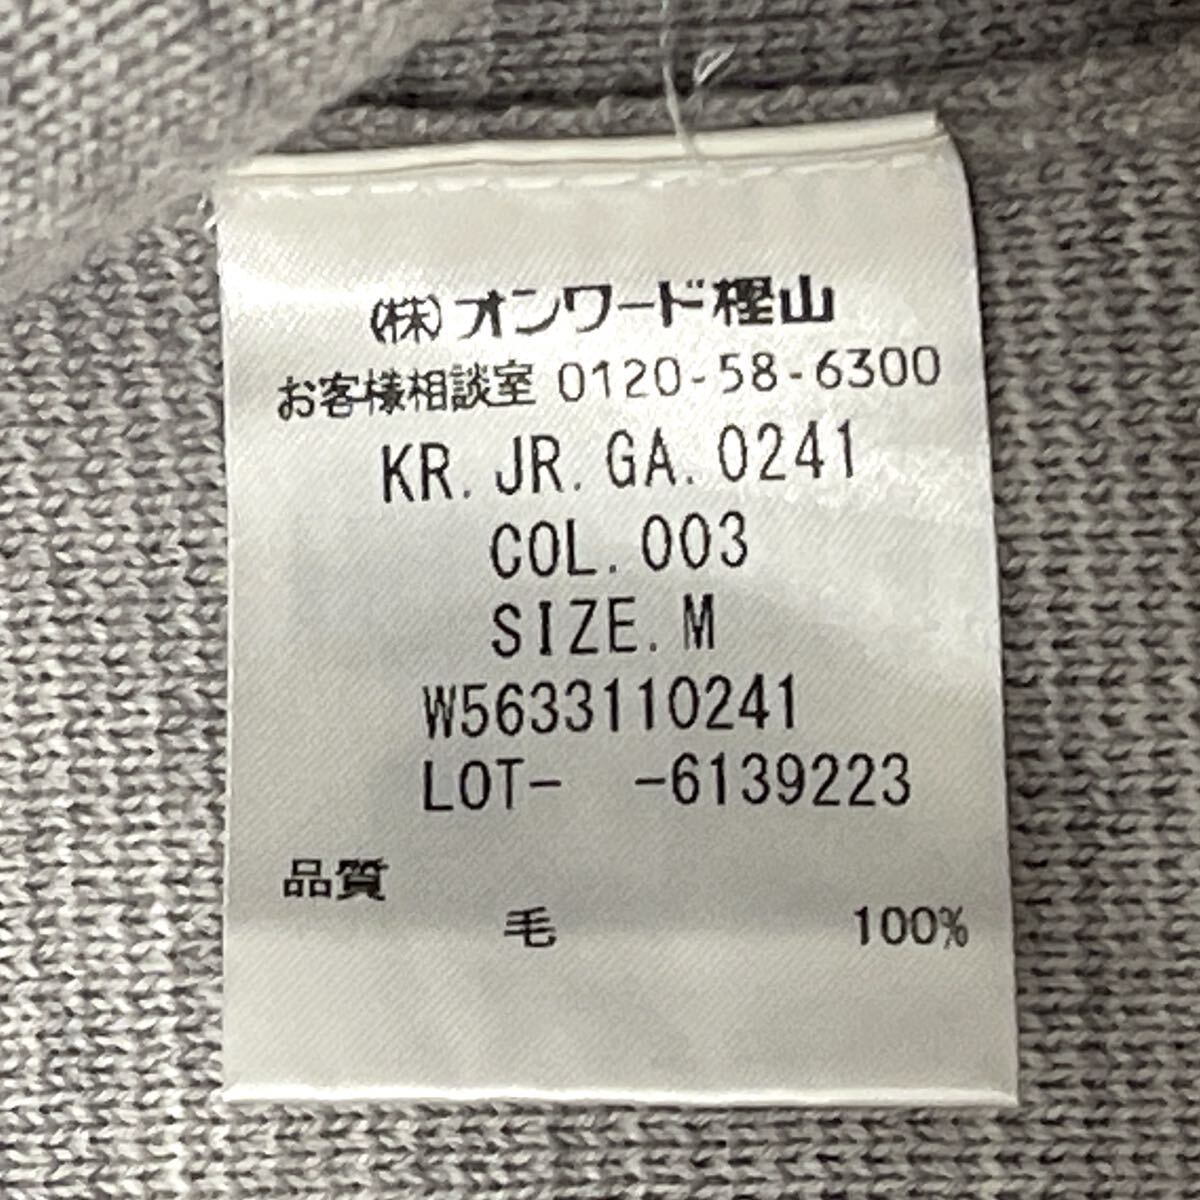 (株)オンワード樫山
お客様相談室 0120-58-6300
KR. JR. GA. 0241
COL. 003
SIZE. M
W5633110241
LOT- -6139223
品質
毛 100%